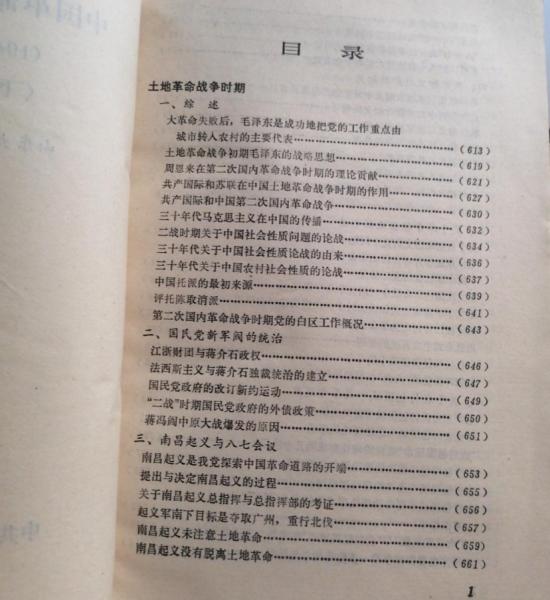 目录
土地革命战争时期
一、综述
大革命失败后，毛泽东是成功地把党的工作重点由
城市转入农村的主要代表……（613）
土地革命战争初期毛泽东的战略思想……（619）
周恩来在第二次国内革命战争时期的理论贡献……（621）
共产国际和苏联在中国土地革命战争时期的作用……（627）
共产国际和中国第二次国内革命战争……（630）
三十年代马克思主义在中国的传播……（632）
二战时期关于中国社会性质问题的论战……（634）
三十年代关于中国社会性质论战的由来……（636）
三十年代关于中国农村社会性质的论战……（637）
中国托派的最初来源……（639）
评托陈取消派……（641）
第二次国内革命战争时期党的白区工作概况……（643）
二、国民党新军阀的统治
江浙财团与蒋介石政权……（646）
法西斯主义与蒋介石独裁统治的建立……（647）
国民党政府的改订新约运动……（649）
“二战”时期国民党政府的外债政策……（650）
蒋冯阎中原大战爆发的原因……（651）
三、南昌起义与八七会议
南昌起义是我党探索中国革命道路的开端……（653）
提出与决定南昌起义的过程……（655）
关于南昌起义总指挥与总指挥部的考证……（656）
起义军南下目标是夺取广州，重行北伐……（657）
南昌起义未注意土地革命……（659）
南昌起义没有脱离土地革命……（661）
1